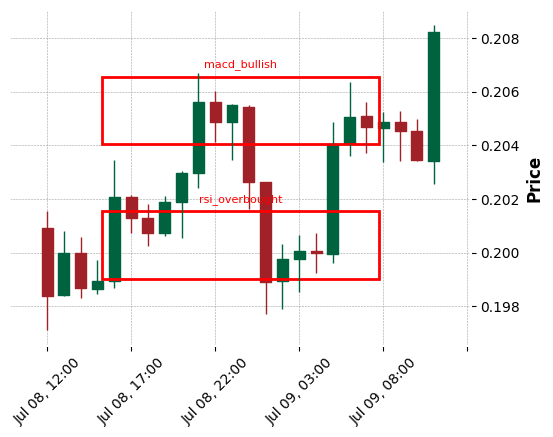 macd_bullish
rsi_overbought
0.208
0.206
0.204
0.202
0.200
0.198
Price
Jul 08, 12:00
Jul 08, 17:00
Jul 08, 22:00
Jul 09, 03:00
Jul 09, 08:00